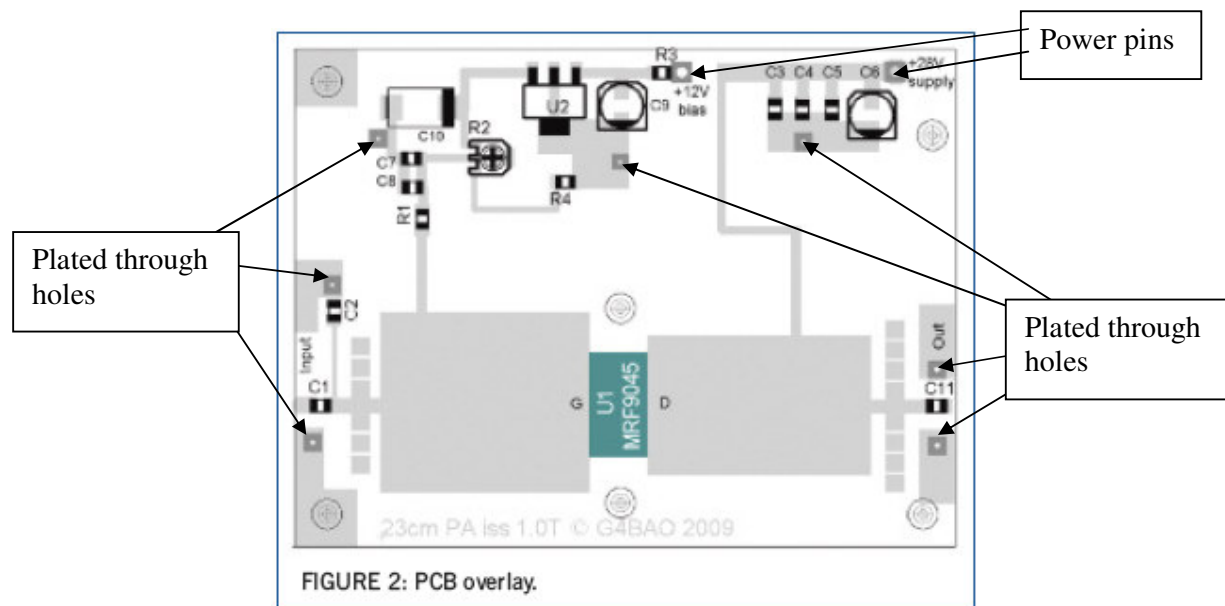 Power pins
R3
+12V
bias
C3 C4 C5 C6
+28V
supply
U2
C9
C10
R2
C7
C8
R4
R1
Plated through
holes
C2
Input
C1
G
U1
MRF9045
D
Out
C11
Plated through
holes
23cm PA iss 1.0T © G4BAO 2009
FIGURE 2: PCB overlay.